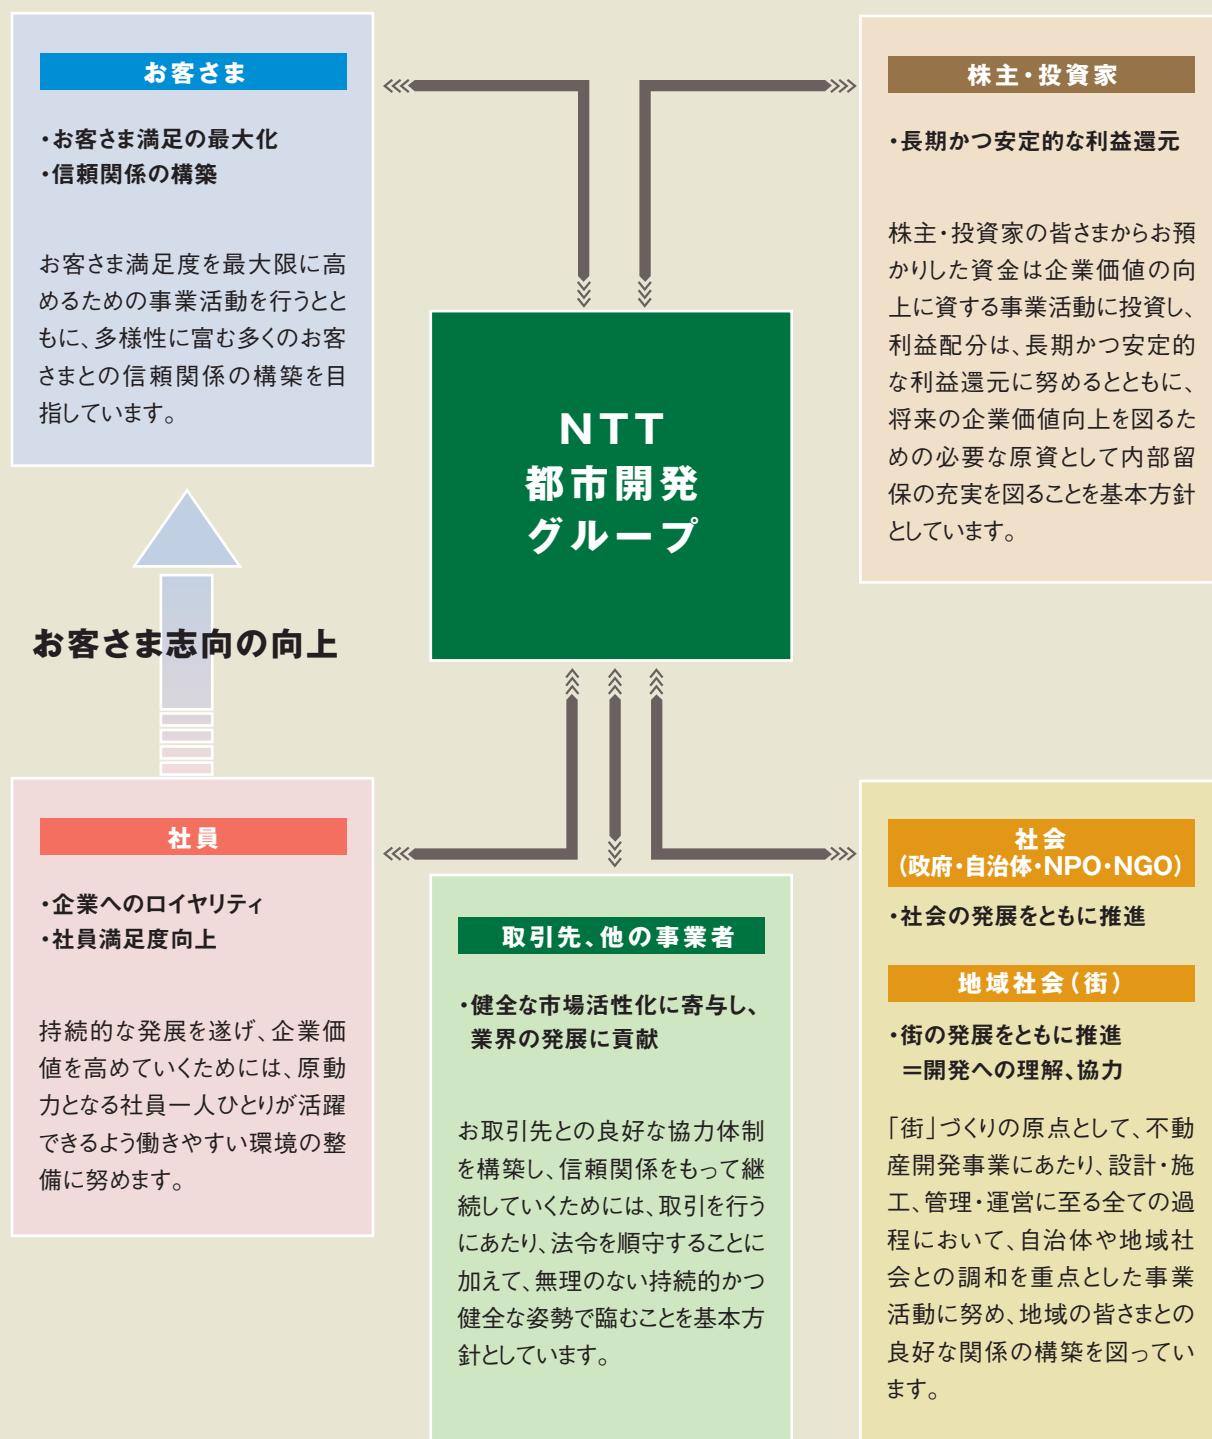 お客さま
・お客さま満足の最大化
・信頼関係の構築
お客さま満足度を最大限に高
めるための事業活動を行うとと
もに、多様性に富む多くのお客
さまとの信頼関係の構築を目
指しています。
株主・投資家
・長期かつ安定的な利益還元
株主・投資家の皆さまからお預
かりした資金は企業価値の向
上に資する事業活動に投資し、
利益配分は、長期かつ安定的
な利益還元に努めるとともに、
将来の企業価値向上を図るた
めの必要な原資として内部留
保の充実を図ることを基本方針
としています。
NTT
都市開発
グループ
お客さま志向の向上
社員
・企業へのロイヤリティ
・社員満足度向上
持続的な発展を遂げ、企業価
値を高めていくためには、原動
力となる社員一人ひとりが活躍
できるよう働きやすい環境の整
備に努めます。
取引先、他の事業者
・健全な市場活性化に寄与し、
業界の発展に貢献
お取引先との良好な協力体制
を構築し、信頼関係をもって継
続していくためには、取引を行う
にあたり、法令を順守することに
加えて、無理のない持続的かつ
健全な姿勢で臨むことを基本方
針としています。
社会
（政府・自治体・NPO・NGO）
・社会の発展をともに推進
地域社会（街）
・街の発展をともに推進
＝開発への理解、協力
「街」づくりの原点として、不動
産開発事業にあたり、設計・施
工、管理・運営に至る全ての過
程において、自治体や地域社
会との調和を重点とした事業
活動に努め、地域の皆さまとの
良好な関係の構築を図ってい
ます。